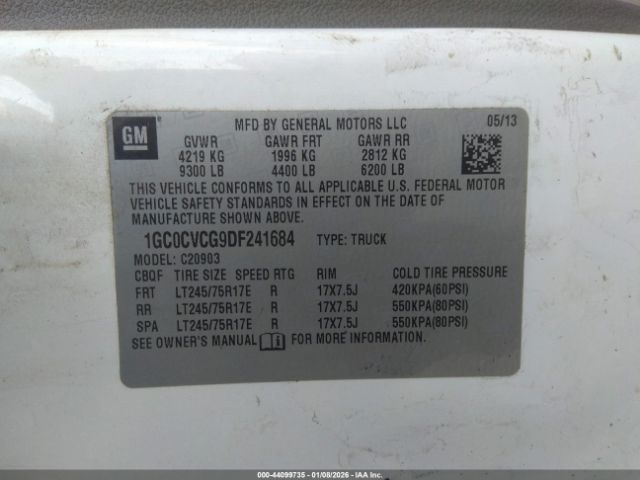 GM
MFD BY GENERAL MOTORS LLC 05/13
GVWR GAWR FRT GAWR RR
4219 KG 1996 KG 2812 KG
9300 LB 4400 LB 6200 LB
THIS VEHICLE CONFORMS TO ALL APPLICABLE U.S. FEDERAL MOTOR
VEHICLE SAFETY STANDARDS IN EFFECT ON THE DATE OF
MANUFACTURE SHOWN ABOVE.
1GC0CVCG9DF241684 TYPE: TRUCK
MODEL: C20903
CBQF TIRE SIZE SPEED RTG RIM COLD TIRE PRESSURE
FRT LT245/75R17E R 17X7.5J 420KPA(60PSI)
RR LT245/75R17E R 17X7.5J 550KPA(80PSI)
SPA LT245/75R17E R 17X7.5J 550KPA(80PSI)
SEE OWNER'S MANUAL FOR MORE INFORMATION.
000-44099735 - 01/08/2026 - IAAI.COM